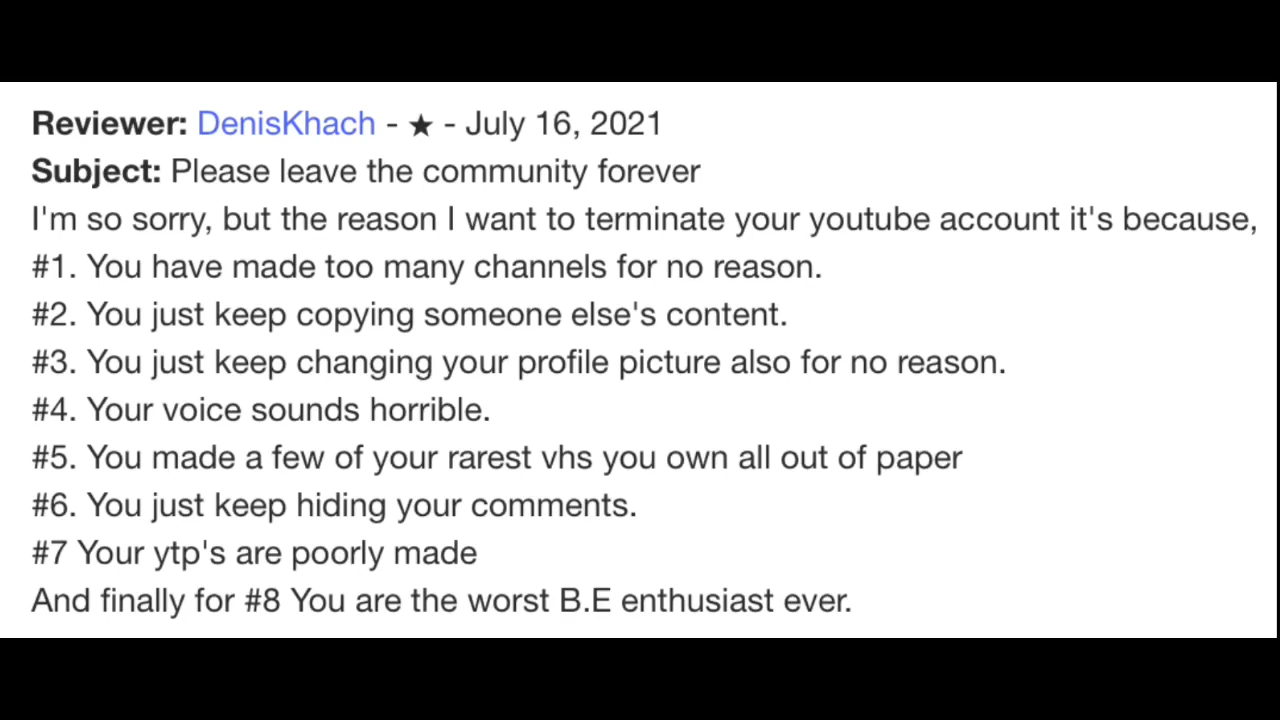 Reviewer: DenisKhach - ★ - July 16, 2021
Subject: Please leave the community forever
I'm so sorry, but the reason I want to terminate your youtube account it's because,
#1. You have made too many channels for no reason.
#2. You just keep copying someone else's content.
#3. You just keep changing your profile picture also for no reason.
#4. Your voice sounds horrible.
#5. You made a few of your rarest vhs you own all out of paper
#6. You just keep hiding your comments.
#7 Your ytp's are poorly made
And finally for #8 You are the worst B.E enthusiast ever.